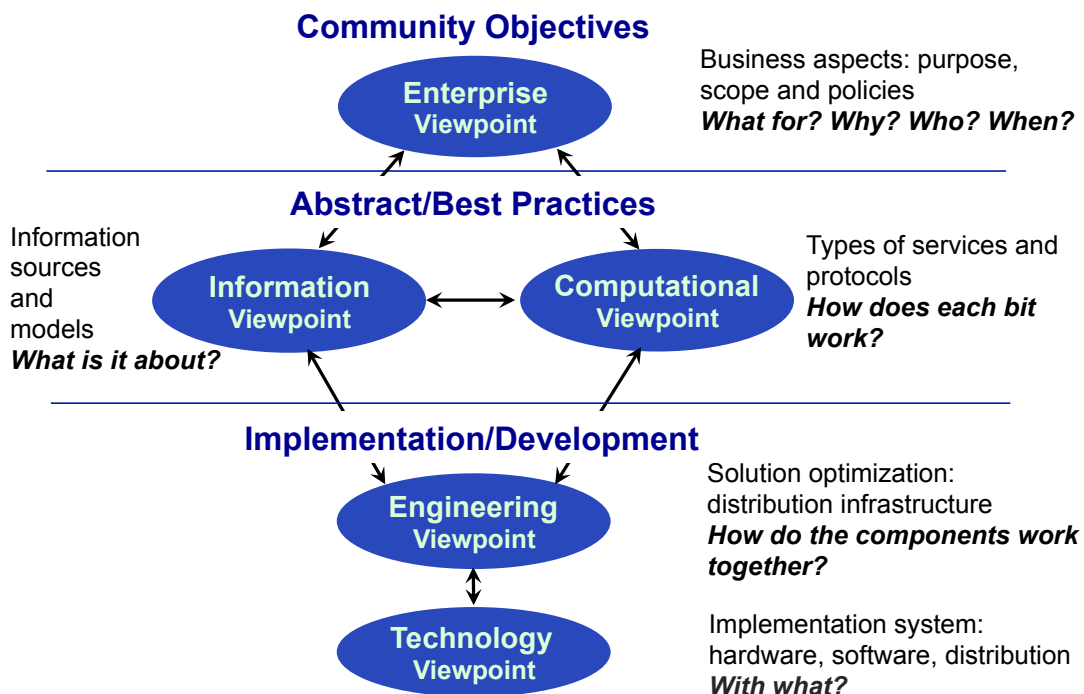 Community Objectives
Enterprise
Viewpoint
Business aspects: purpose,
scope and policies
What for? Why? Who? When?
Abstract/Best Practices
Information
sources
and
models
What is it about?
Information
Viewpoint
Computational
Viewpoint
Types of services and
protocols
How does each bit
work?
Implementation/Development
Engineering
Viewpoint
Solution optimization:
distribution infrastructure
How do the components work
together?
Technology
Viewpoint
Implementation system:
hardware, software, distribution
With what?